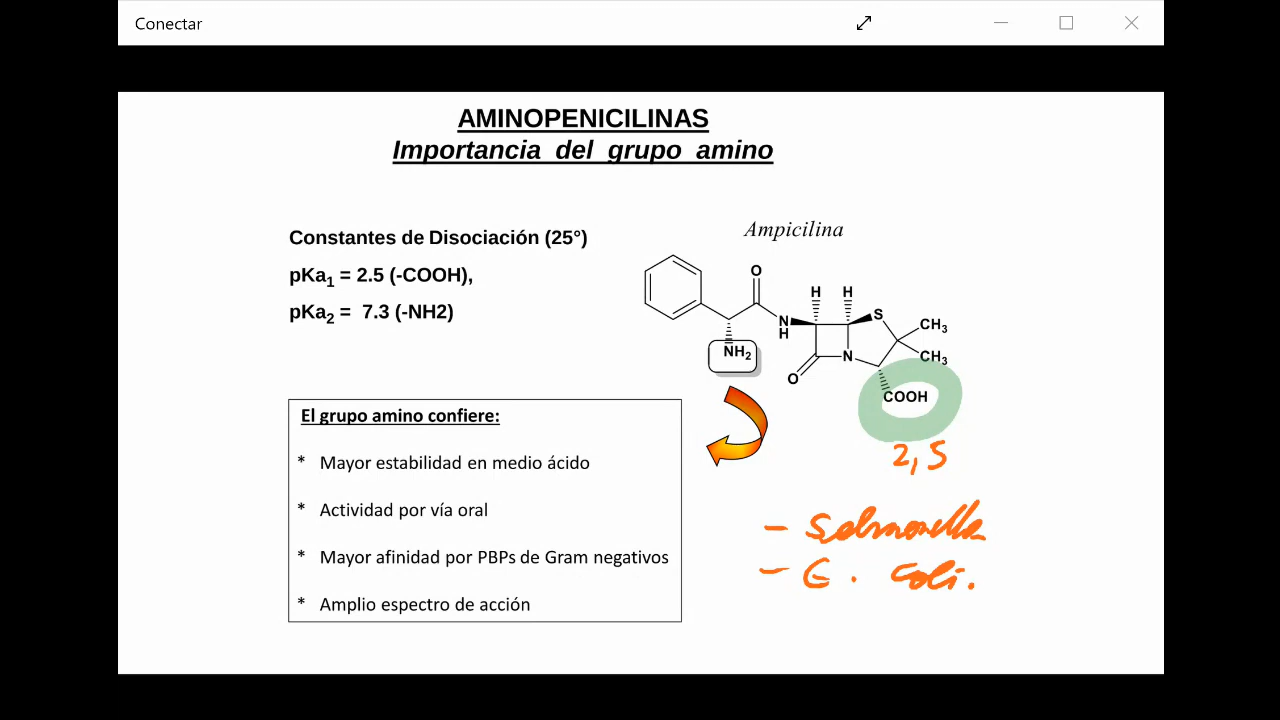 Conectar
AMINOPENICILINAS
Importancia del grupo amino
Constantes de Disociación (25°)
pKa1 = 2.5 (-COOH),
pKa2 = 7.3 (-NH2)
Ampicilina
O
H H
S
N
H
CH3
NH2
N
CH3
O
COOH
2,5
El grupo amino confiere:
* Mayor estabilidad en medio ácido
* Actividad por vía oral
* Mayor afinidad por PBPs de Gram negativos
* Amplio espectro de acción
- Salmonella
- E. Coli.